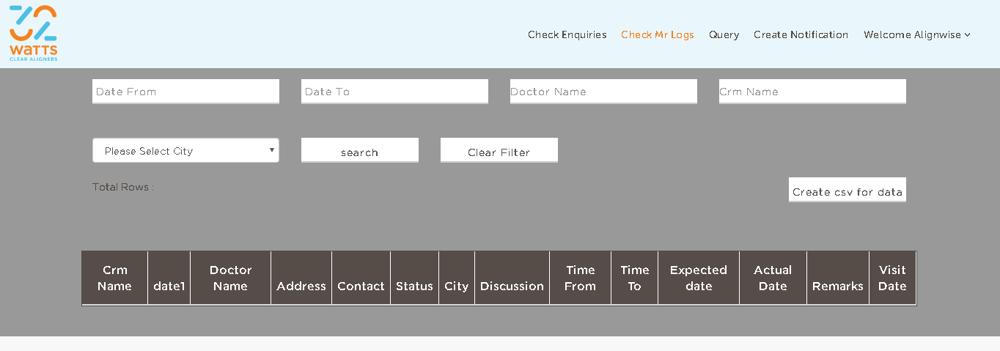 32
waTTS
CLEAR ALIGNERS
Check Enquiries Check Mr Logs Query Create Notification Welcome Alignwise
Date From Date To Doctor Name Crm Name
Please Select City search Clear Filter
Total Rows : Create csv for data
Crm Name date1 Doctor Name Address Contact Status City Discussion Time From Time To Expected date Actual Date Remarks Visit Date